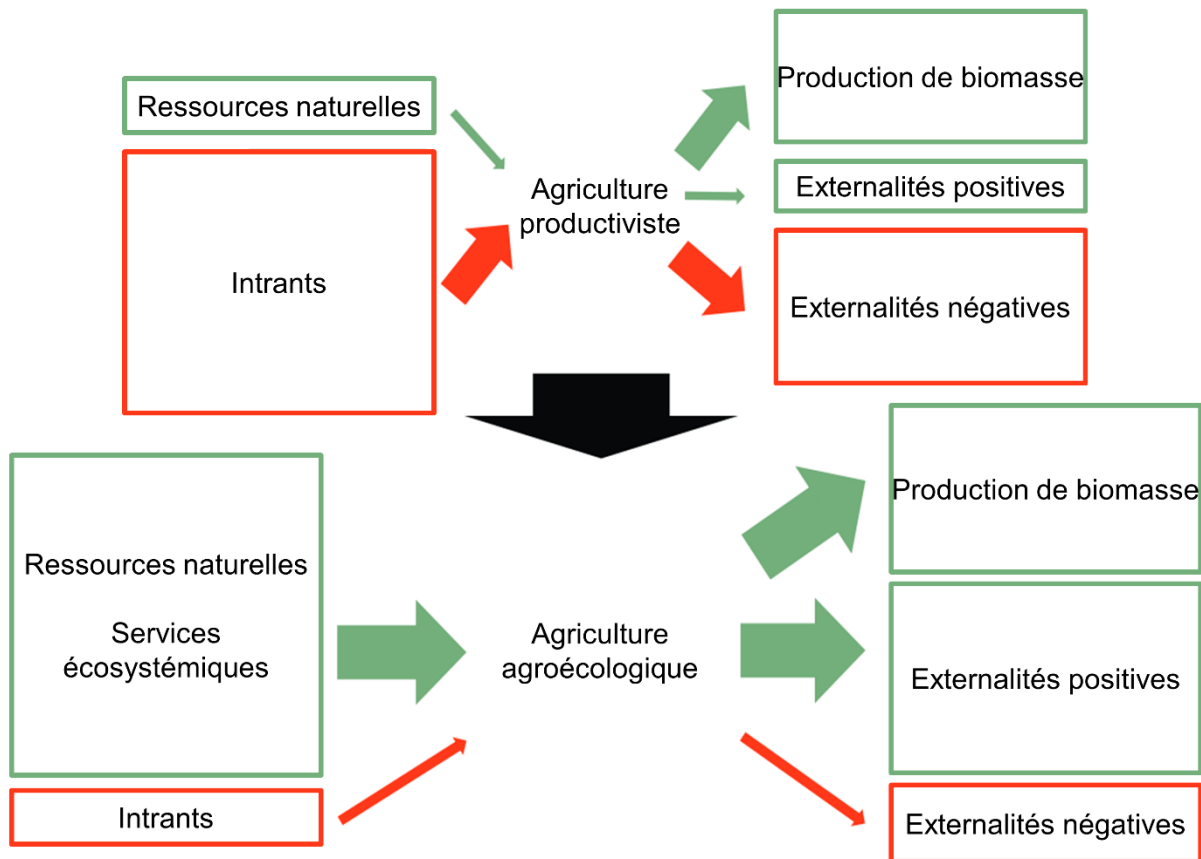 Ressources naturelles
Intrants
Agriculture
productiviste
Production de biomasse
Externalités positives
Externalités négatives
Ressources naturelles
Services
écosystémiques
Intrants
Agriculture
agroécologique
Production de biomasse
Externalités positives
Externalités négatives